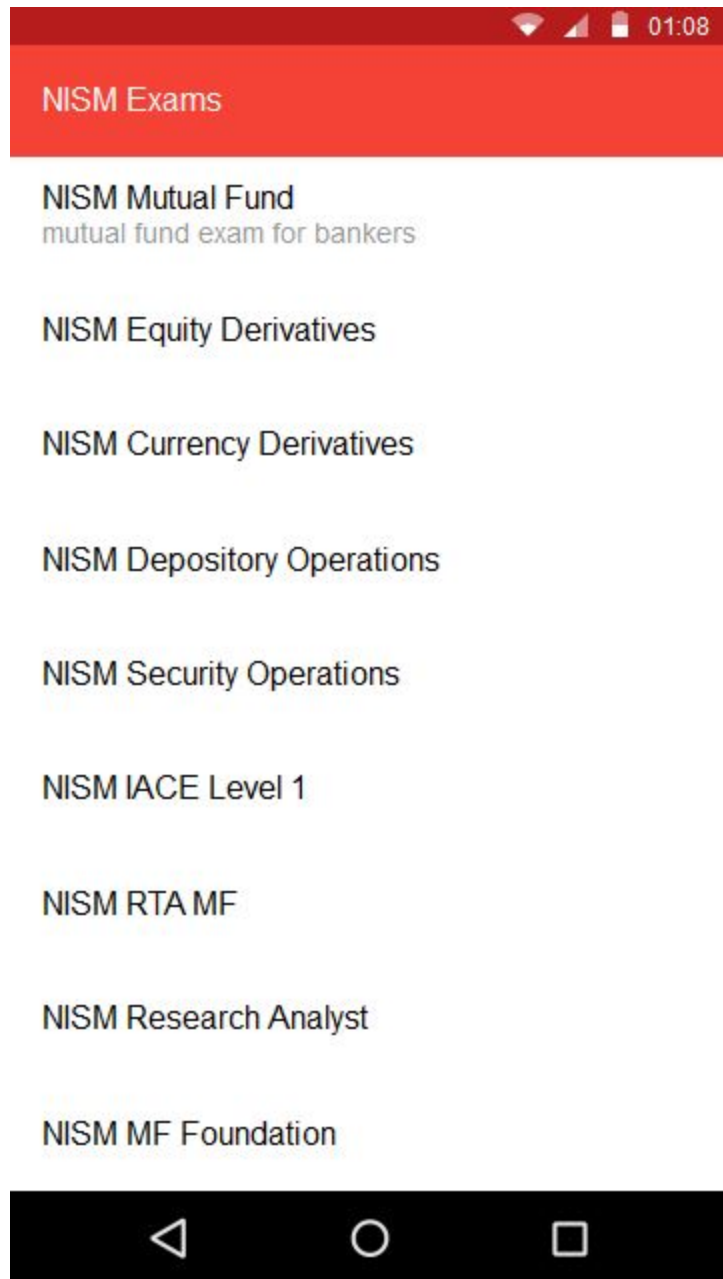 01:08
NISM Exams
NISM Mutual Fund
mutual fund exam for bankers
NISM Equity Derivatives
NISM Currency Derivatives
NISM Depository Operations
NISM Security Operations
NISM IACE Level 1
NISM RTA MF
NISM Research Analyst
NISM MF Foundation